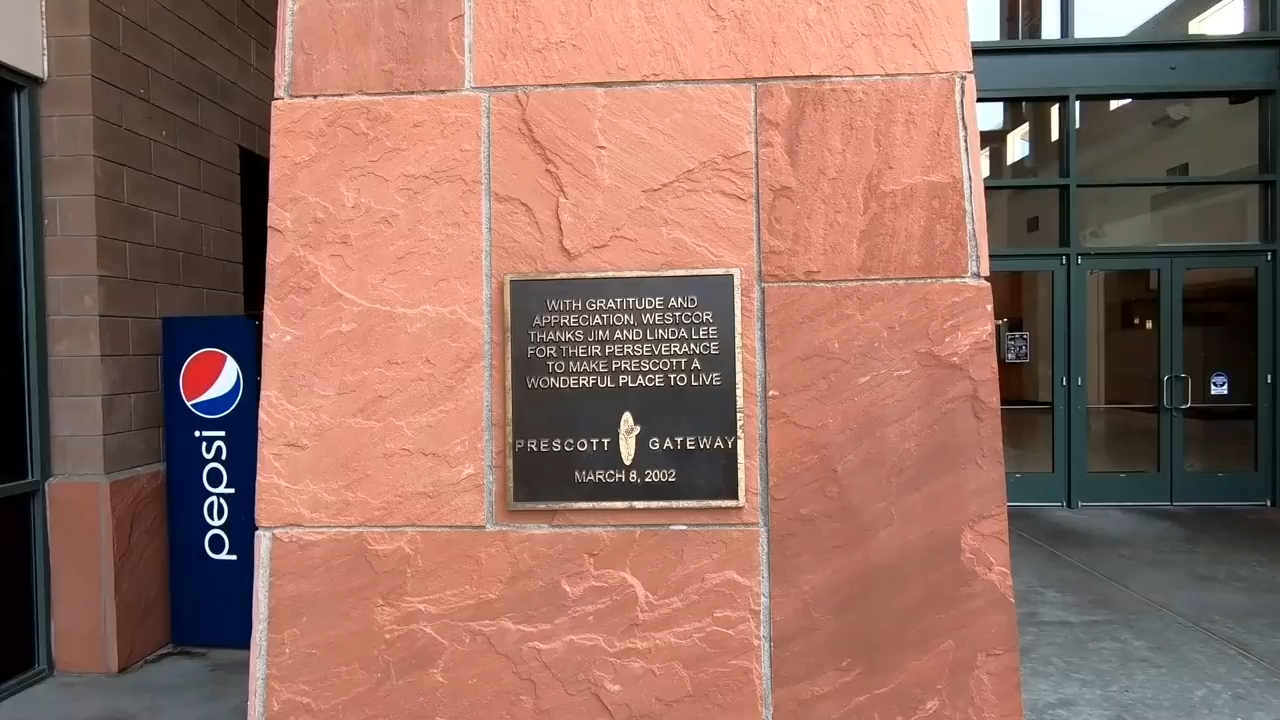 WITH GRATITUDE AND
APPRECIATION, WESTCOR
THANKS JIM AND LINDA LEE
FOR THEIR PERSEVERANCE
TO MAKE PRESCOTT A
WONDERFUL PLACE TO LIVE
PRESCOTT GATEWAY
MARCH 8, 2002
pepsi